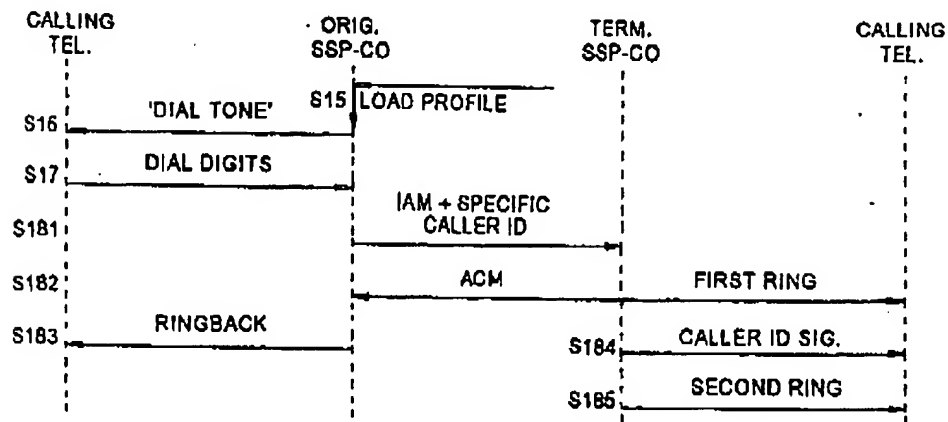 CALLING
TEL.
ORIG.
SSP-CO
TERM.
SSP-CO
CALLING
TEL.
S15 LOAD PROFILE
S16 'DIAL TONE'
S17 DIAL DIGITS
S181 IAM + SPECIFIC
CALLER ID
S182 ACM FIRST RING
S183 RINGBACK
S184 CALLER ID SIG.
S185 SECOND RING